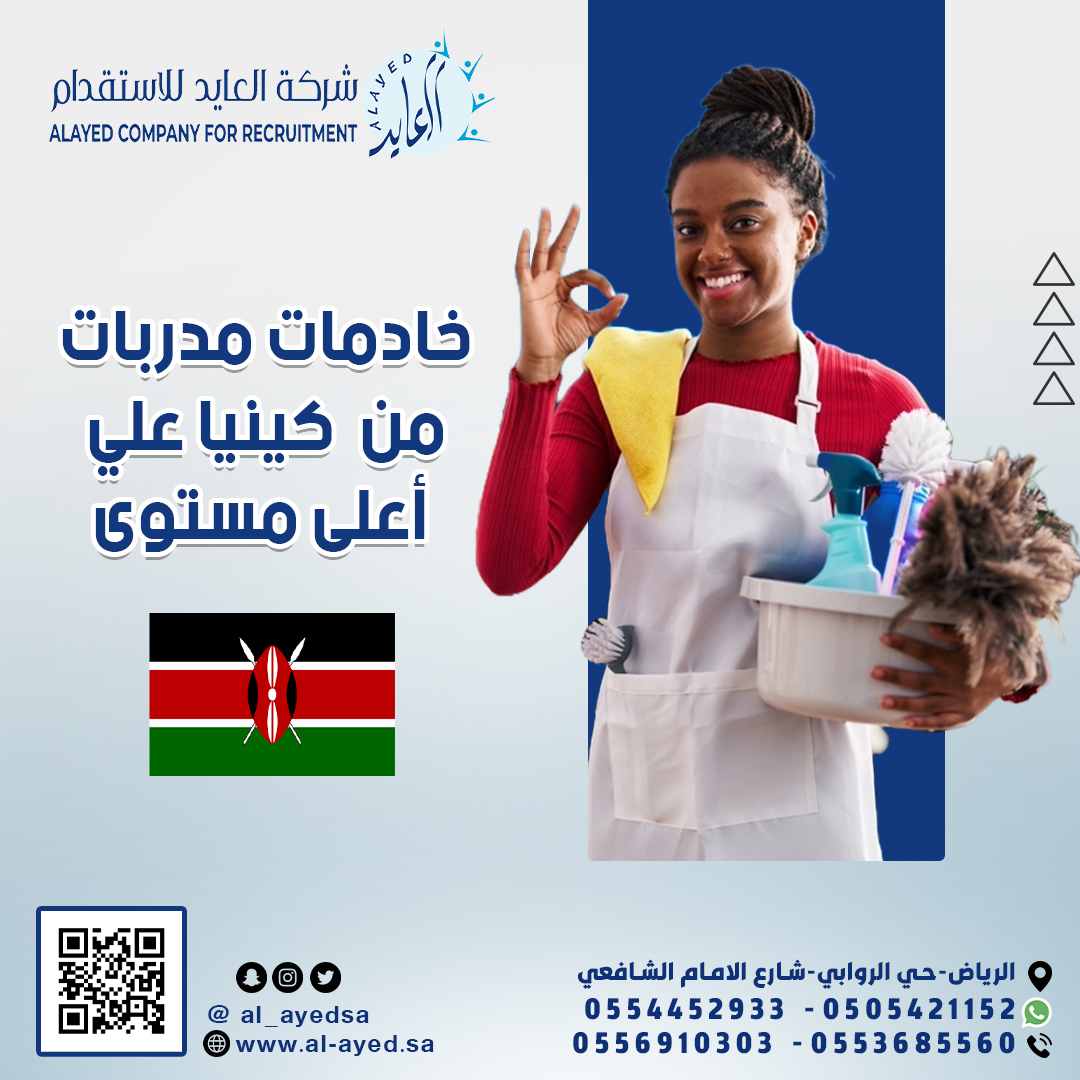 شركة العايد للاستقدام
ALAYED COMPANY FOR RECRUITMENT
ALAYED
العايد
خادمات مدربات
من كينيا علي
أعلى مستوى
الرياض-حي الروابي-شارع الامام الشافعي
0554452933 - 0505421152
0556910303 - 0553685560
@ al_ayedsa
www.al-ayed.sa